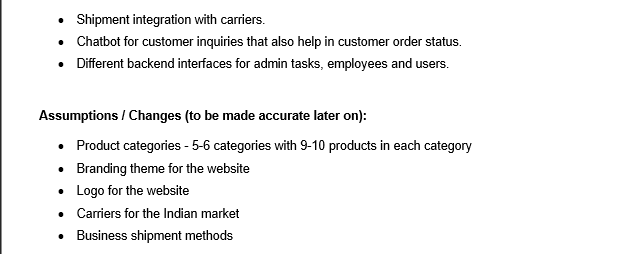 • Shipment integration with carriers.
• Chatbot for customer inquiries that also help in customer order status.
• Different backend interfaces for admin tasks, employees and users.
Assumptions / Changes (to be made accurate later on):
• Product categories - 5-6 categories with 9-10 products in each category
• Branding theme for the website
• Logo for the website
• Carriers for the Indian market
• Business shipment methods